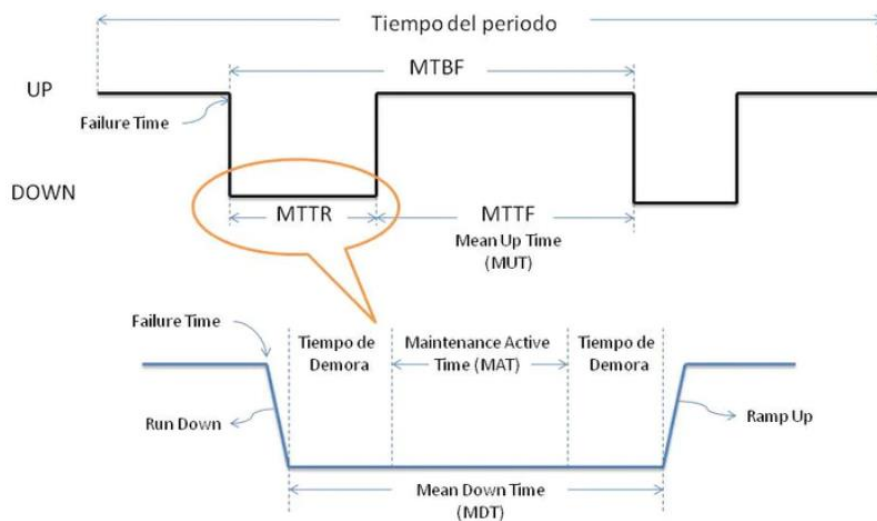 Tiempo del periodo
MTBF
UP
Failure Time
DOWN
MTTR
MTTF
Mean Up Time
(MUT)
Failure Time
Tiempo de
Demora
Maintenance Active
Time (MAT)
Tiempo de
Demora
Run Down
Ramp Up
Mean Down Time
(MDT)